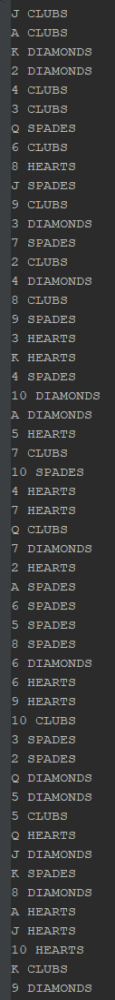 J CLUBS
A CLUBS
K DIAMONDS
2 DIAMONDS
4 CLUBS
3 CLUBS
Q SPADES
6 CLUBS
8 HEARTS
J SPADES
9 CLUBS
3 DIAMONDS
7 SPADES
2 CLUBS
4 DIAMONDS
8 CLUBS
9 SPADES
3 HEARTS
K HEARTS
4 SPADES
10 DIAMONDS
A DIAMONDS
5 HEARTS
7 CLUBS
10 SPADES
4 HEARTS
7 HEARTS
Q CLUBS
7 DIAMONDS
2 HEARTS
A SPADES
6 SPADES
5 SPADES
8 SPADES
6 DIAMONDS
6 HEARTS
9 HEARTS
10 CLUBS
3 SPADES
2 SPADES
Q DIAMONDS
5 DIAMONDS
5 CLUBS
Q HEARTS
J DIAMONDS
K SPADES
8 DIAMONDS
A HEARTS
J HEARTS
10 HEARTS
K CLUBS
9 DIAMONDS